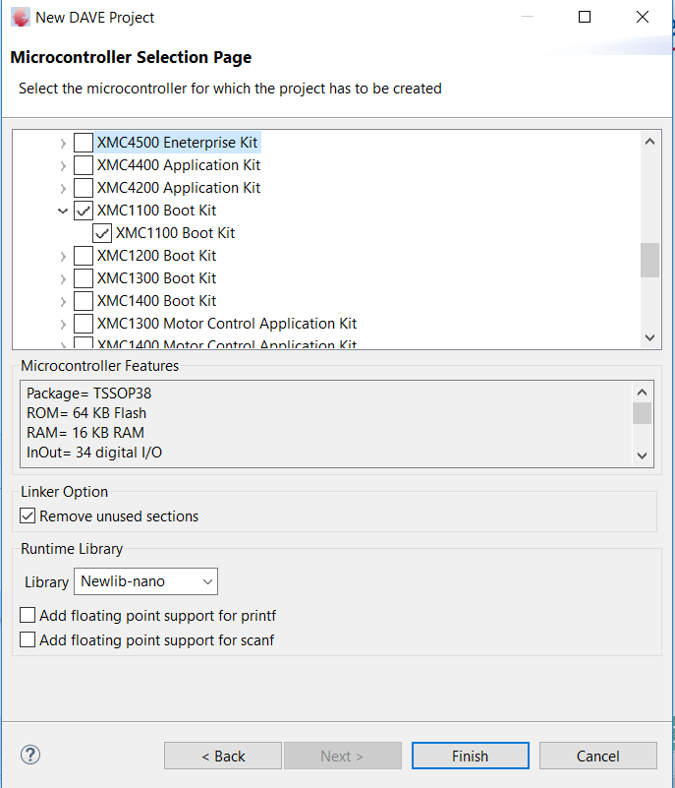 New DAVE Project
Microcontroller Selection Page
Select the microcontroller for which the project has to be created
XMC4500 Eneterprise Kit
XMC4400 Application Kit
XMC4200 Application Kit
XMC1100 Boot Kit
XMC1100 Boot Kit
XMC1200 Boot Kit
XMC1300 Boot Kit
XMC1400 Boot Kit
XMC1300 Motor Control Application Kit
XMC1400 Motor Control Application Kit
Microcontroller Features
Package= TSSOP38
ROM= 64 KB Flash
RAM= 16 KB RAM
InOut= 34 digital I/O
Linker Option
Remove unused sections
Runtime Library
Library Newlib-nano
Add floating point support for printf
Add floating point support for scanf
< Back Next > Finish Cancel